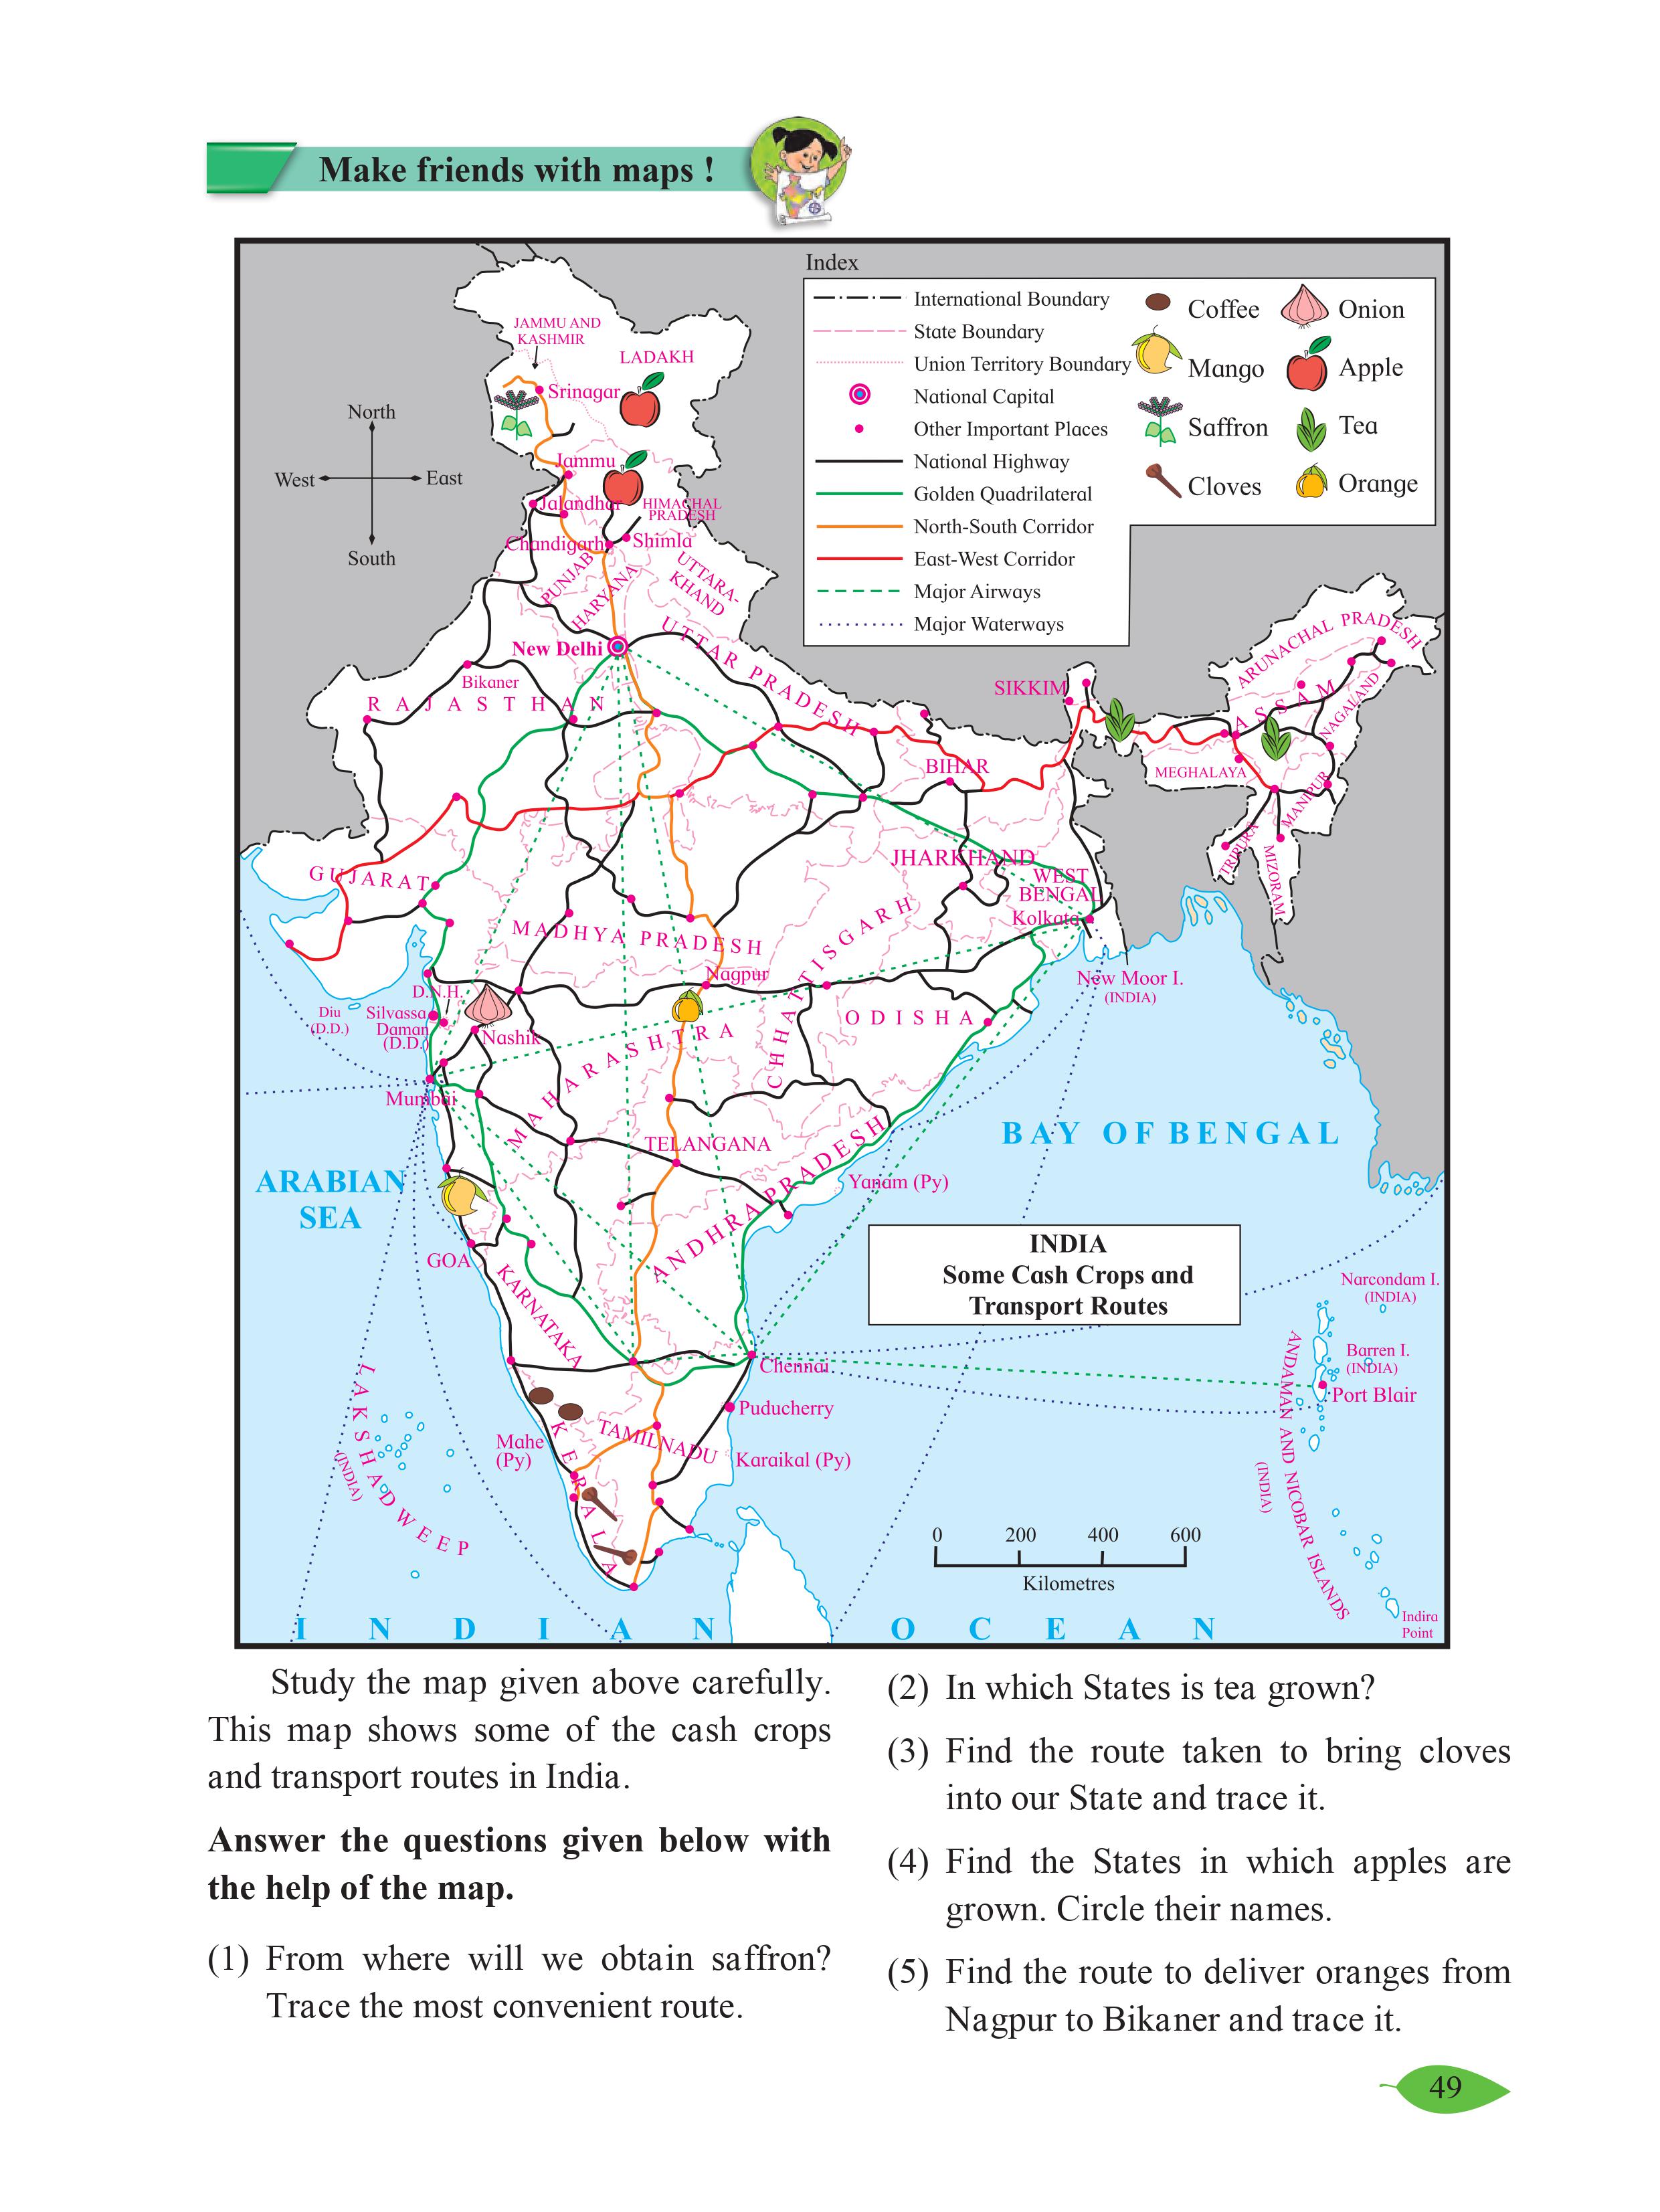 Make friends with maps !
Index
International Boundary
State Boundary
Union Territory Boundary
National Capital
Other Important Places
National Highway
Golden Quadrilateral
North-South Corridor
East-West Corridor
Major Airways
Major Waterways
Coffee
Onion
Mango
Apple
Saffron
Tea
Cloves
Orange
North
West
East
South
JAMMU AND
KASHMIR
LADAKH
Srinagar
Jammu
Jalandhar
HIMACHAL
PRADESH
Chandigarh
Shimla
PUNJAB
HARYANA
UTTARA-
KHAND
New Delhi
UTTAR PRADESH
Bikaner
RAJASTHAN
SIKKIM
ARUNACHAL PRADESH
ASSAM
NAGALAND
MEGHALAYA
MANIPUR
TRIPURA
MIZORAM
BIHAR
JHARKHAND
WEST
BENGAL
Kolkata
GUJARAT
MADHYA PRADESH
CHHATTISGARH
Nagpur
New Moor I.
(INDIA)
D.N.H.
Diu
(D.D.)
Silvassa
Daman
(D.D.)
Nashik
ODISHA
MAHARASHTRA
Mumbai
TELANGANA
BAY OF BENGAL
ARABIAN
SEA
ANDHRA PRADESH
Yanam (Py)
GOA
KARNATAKA
INDIA
Some Cash Crops and
Transport Routes
Narcondam I.
(INDIA)
Barren I.
(INDIA)
Port Blair
Chennai
Puducherry
TAMILNADU
Mahe
(Py)
KERALA
Karaikal (Py)
LAKSHADWEEP
(INDIA)
ANDAMAN AND NICOBAR ISLANDS
(INDIA)
0 200 400 600
Kilometres
Indira
Point
INDIAN OCEAN
Study the map given above carefully.
This map shows some of the cash crops
and transport routes in India.
Answer the questions given below with
the help of the map.
(1) From where will we obtain saffron?
Trace the most convenient route.
(2) In which States is tea grown?
(3) Find the route taken to bring cloves
into our State and trace it.
(4) Find the States in which apples are
grown. Circle their names.
(5) Find the route to deliver oranges from
Nagpur to Bikaner and trace it.
49